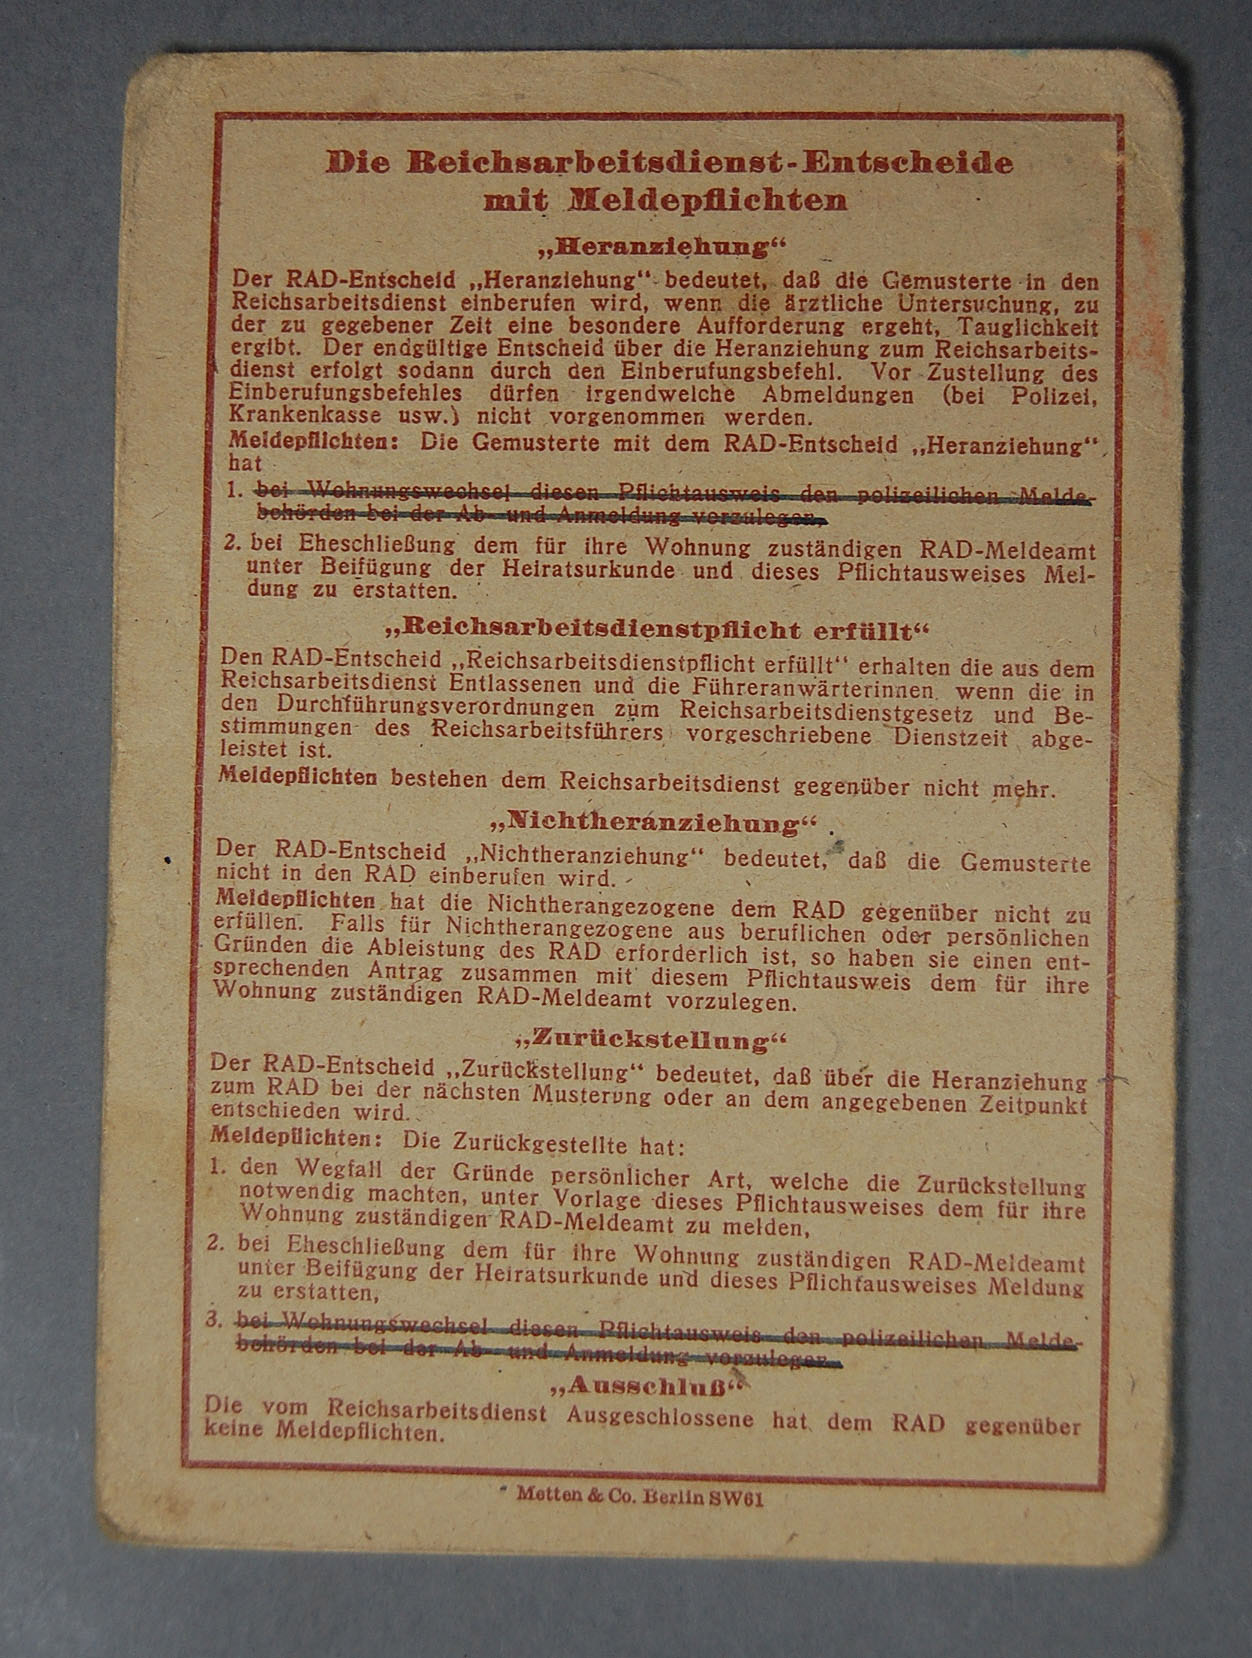 Die Reichsarbeitsdienst-Entscheide
mit Meldepflichten
„Heranziehung“
Der RAD-Entscheid „Heranziehung“ bedeutet, daß die Gemusterte in den
Reichsarbeitsdienst einberufen wird, wenn die ärztliche Untersuchung, zu
der zu gegebener Zeit eine besondere Aufforderung ergeht, Tauglichkeit
ergibt. Der endgültige Entscheid über die Heranziehung zum Reichsarbeits-
dienst erfolgt sodann durch den Einberufungsbefehl. Vor Zustellung des
Einberufungsbefehles dürfen irgendwelche Abmeldungen (bei Polizei,
Krankenkasse usw.) nicht vorgenommen werden.
Meldepflichten: Die Gemusterte mit dem RAD-Entscheid „Heranziehung“
hat
1. bei Wohnungswechsel diesen Pflichtausweis den polizeilichen Melde-
behörden bei der Ab- und Anmeldung vorzulegen,
2. bei Eheschließung dem für ihre Wohnung zuständigen RAD-Meldeamt
unter Beifügung der Heiratsurkunde und dieses Pflichtausweises Mel-
dung zu erstatten.
„Reichsarbeitsdienstpflicht erfüllt“
Den RAD-Entscheid „Reichsarbeitsdienstpflicht erfüllt“ erhalten die aus dem
Reichsarbeitsdienst Entlassenen und die Führeranwärterinnen, wenn die in
den Durchführungsverordnungen zum Reichsarbeitsdienstgesetz und Be-
stimmungen des Reichsarbeitsführers vorgeschriebene Dienstzeit abge-
leistet ist.
Meldepflichten bestehen dem Reichsarbeitsdienst gegenüber nicht mehr.
„Nichtheranziehung“
Der RAD-Entscheid „Nichtheranziehung“ bedeutet, daß die Gemusterte
nicht in den RAD einberufen wird.
Meldepflichten hat die Nichtherangezogene dem RAD gegenüber nicht zu
erfüllen. Falls für Nichtherangezogene aus beruflichen oder persönlichen
Gründen die Ableistung des RAD erforderlich ist, so haben sie einen ent-
sprechenden Antrag zusammen mit diesem Pflichtausweis dem für ihre
Wohnung zuständigen RAD-Meldeamt vorzulegen.
„Zurückstellung“
Der RAD-Entscheid „Zurückstellung“ bedeutet, daß über die Heranziehung
zum RAD bei der nächsten Musterung oder an dem angegebenen Zeitpunkt
entschieden wird.
Meldepflichten: Die Zurückgestellte hat:
1. den Wegfall der Gründe persönlicher Art, welche die Zurückstellung
notwendig machten, unter Vorlage dieses Pflichtausweises dem für ihre
Wohnung zuständigen RAD-Meldeamt zu melden,
2. bei Eheschließung dem für ihre Wohnung zuständigen RAD-Meldeamt
unter Beifügung der Heiratsurkunde und dieses Pflichtausweises Meldung
zu erstatten,
3. bei Wohnungswechsel diesen Pflichtausweis den polizeilichen Melde-
behörden bei der Ab- und Anmeldung vorzulegen.
„Ausschluß“
Die vom Reichsarbeitsdienst Ausgeschlossene hat dem RAD gegenüber
keine Meldepflichten.
Metten & Co. Berlin SW61